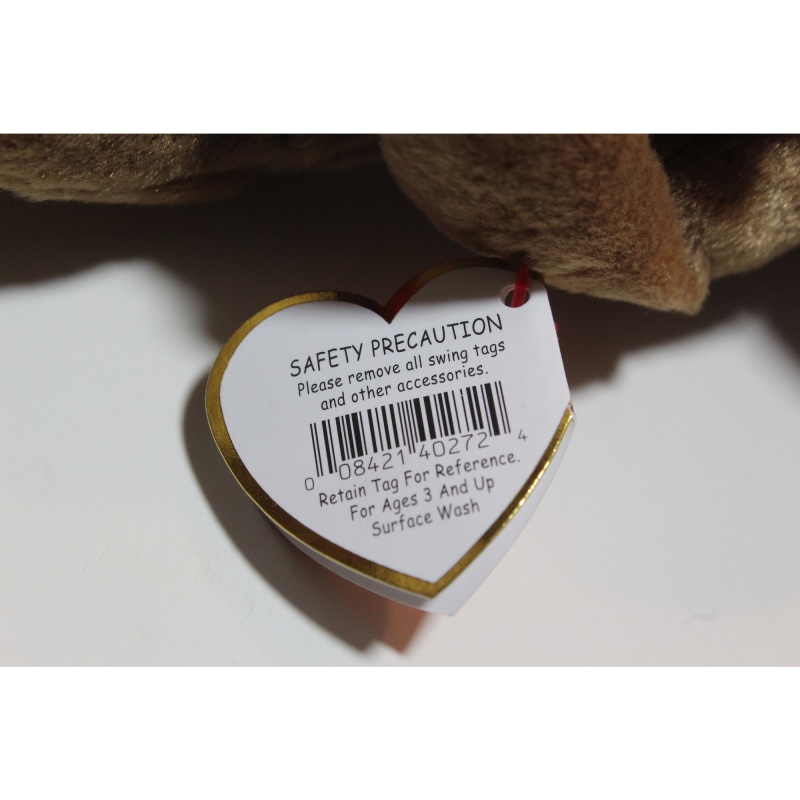 SAFETY PRECAUTION
Please remove all swing tags
and other accessories.
0 08421 40272 4
Retain Tag For Reference.
For Ages 3 And Up
Surface Wash